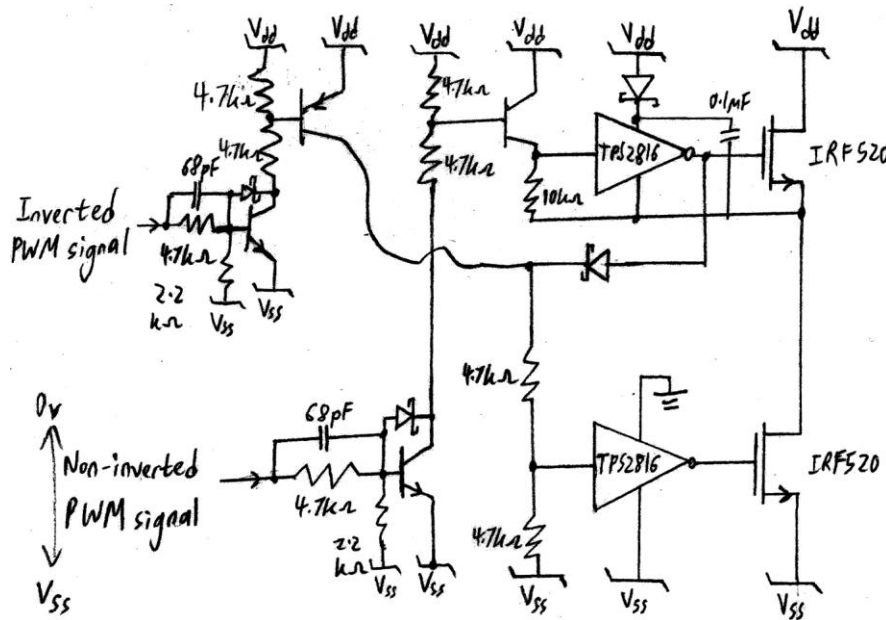 Vdd
Vdd
Vdd
Vdd
Vdd
Vdd
4.7kΩ
4.7kΩ
0.1μF
4.7kΩ
4.7kΩ
TPS2816
IRF520
68pF
10kΩ
Inverted
PWM signal
4.7kΩ
2.2
kΩ
Vss
Vss
4.7kΩ
0v
68pF
Non-inverted
PWM signal
TPS2816
IRF520
4.7kΩ
2.2
kΩ
4.7kΩ
Vss
Vss
Vss
Vss
Vss
Vss